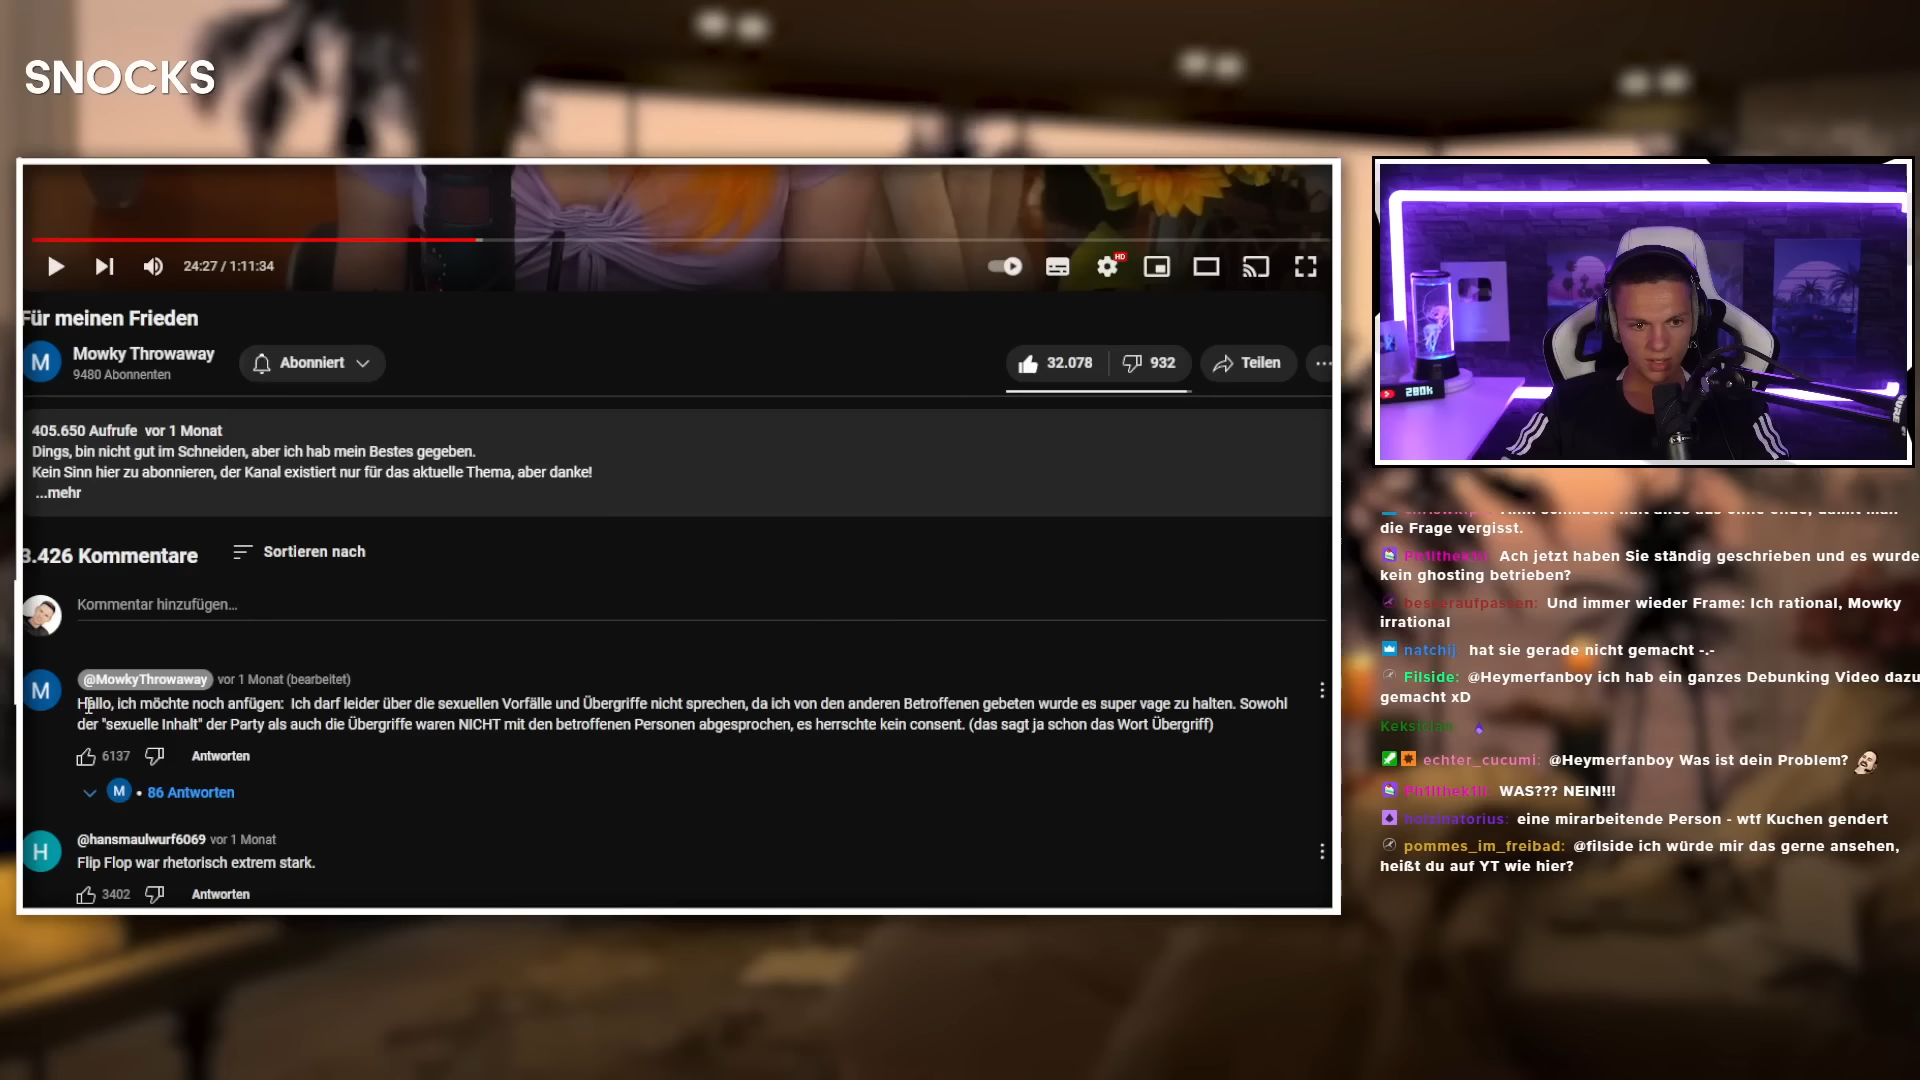 SNOCKS
24:27 / 1:11:34
HD
Für meinen Frieden
M
Mowky Throwaway
9480 Abonnenten
Abonniert
32.078
932
Teilen
405.650 Aufrufe vor 1 Monat
Dings, bin nicht gut im Schneiden, aber ich hab mein Bestes gegeben.
Kein Sinn hier zu abonnieren, der Kanal existiert nur für das aktuelle Thema, aber danke!
...mehr
3.426 Kommentare
Sortieren nach
Kommentar hinzufügen...
M
@MowkyThrowaway vor 1 Monat (bearbeitet)
Hallo, ich möchte noch anfügen: Ich darf leider über die sexuellen Vorfälle und Übergriffe nicht sprechen, da ich von den anderen Betroffenen gebeten wurde es super vage zu halten. Sowohl
der "sexuelle Inhalt" der Party als auch die Übergriffe waren NICHT mit den betroffenen Personen abgesprochen, es herrschte kein consent. (das sagt ja schon das Wort Übergriff)
6137
Antworten
M
• 86 Antworten
H
@hansmaulwurf6069 vor 1 Monat
Flip Flop war rhetorisch extrem stark.
3402
Antworten
280k
die Frage vergisst.
Ph1lthek1ll: Ach jetzt haben Sie ständig geschrieben und es wurde
kein ghosting betrieben?
besseraufpassen: Und immer wieder Frame: Ich rational, Mowky
irrational
natchij: hat sie gerade nicht gemacht -.-
Filside: @Heymerfanboy ich hab ein ganzes Debunking Video dazu
gemacht xD
Keksician
echter_cucumi: @Heymerfanboy Was ist dein Problem?
Ph1lthek1ll: WAS??? NEIN!!!
holzinatorius: eine mirarbeitende Person - wtf Kuchen gendert
pommes_im_freibad: @filside ich würde mir das gerne ansehen,
heißt du auf YT wie hier?